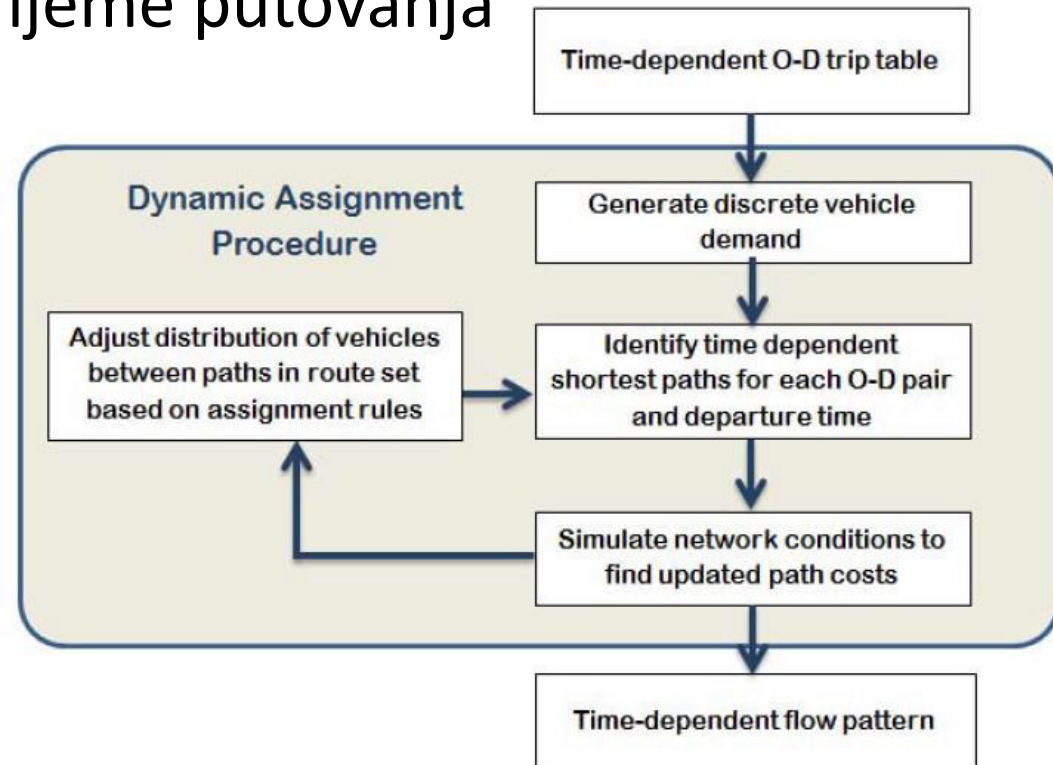 putovanja
Time-dependent O-D trip table
Dynamic Assignment
Procedure
Generate discrete vehicle
demand
Adjust distribution of vehicles
between paths in route set
based on assignment rules
Identify time dependent
shortest paths for each O-D pair
and departure time
Simulate network conditions to
find updated path costs
Time-dependent flow pattern